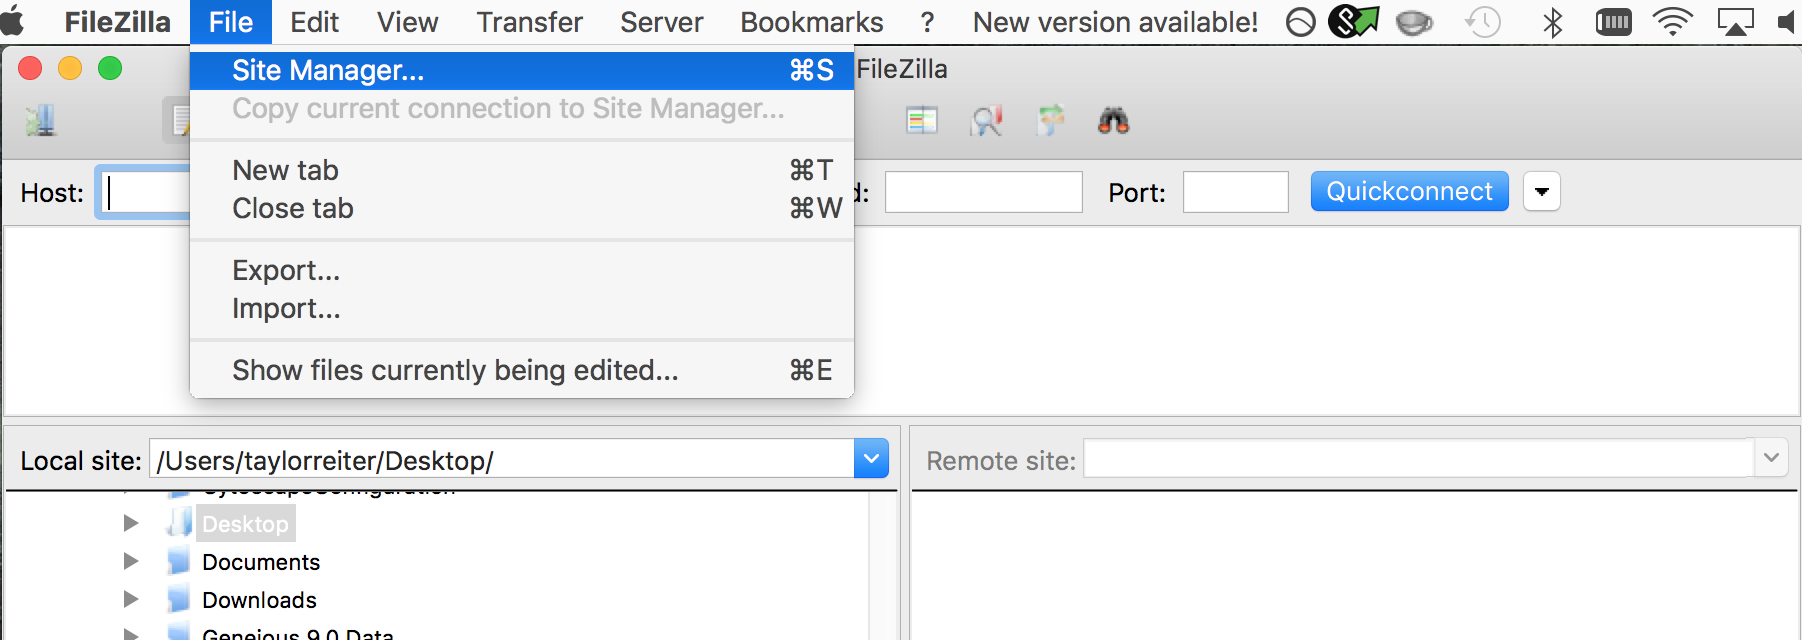 FileZilla File Edit View Transfer Server Bookmarks ? New version available!
FileZilla
Site Manager... ⌘S
Copy current connection to Site Manager...
New tab ⌘T
Close tab ⌘W
Export...
Import...
Show files currently being edited... ⌘E
Host: d: Port: Quickconnect
Local site: /Users/taylorreiter/Desktop/
Remote site:
Desktop
Documents
Downloads
Geneious 9.0 Data